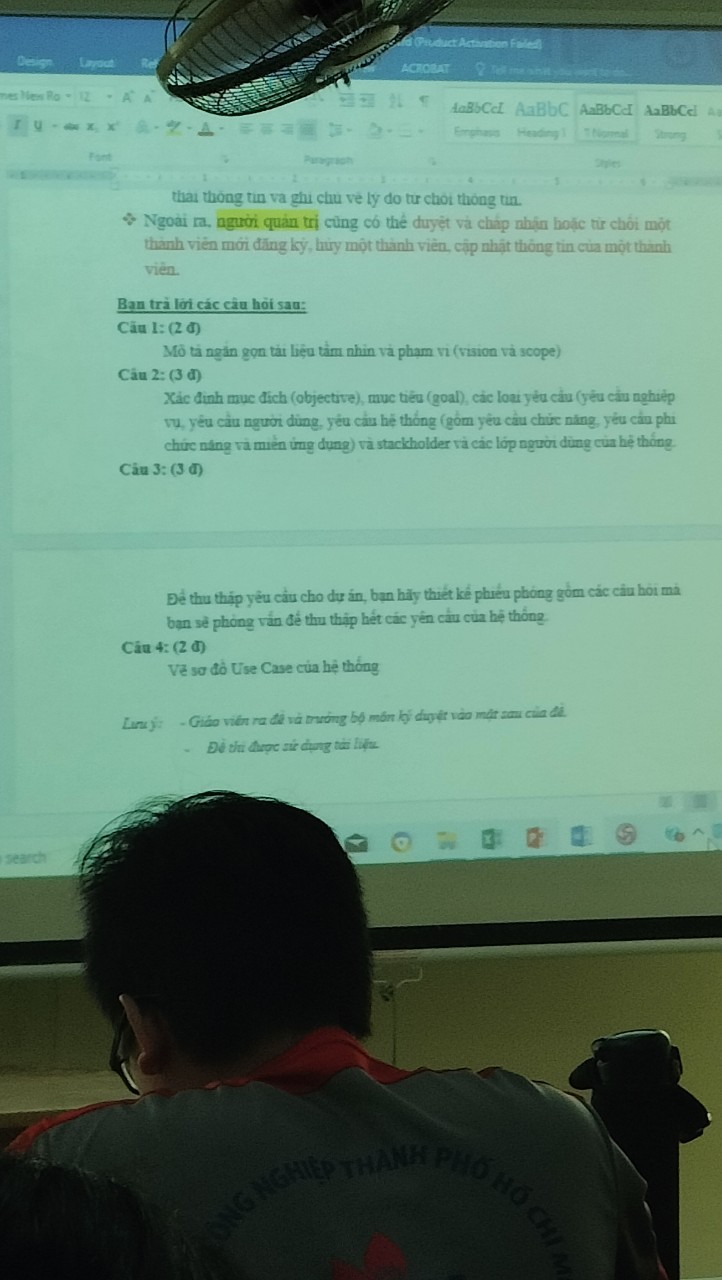 (Product Activation Failed)
Design Layout Re ACROBAT Tell me what you want
mes New Ro 12 A A AaBbCcI AaBbC AaBbCcI AaBbCcI
I U abc X₂ X² A Emphasis Heading 1 ¶ Normal Strong
Font Paragraph Styles
thái thông tin và ghi chú về lý do từ chối thông tin.
❖ Ngoài ra, người quản trị cũng có thể duyệt và chấp nhận hoặc từ chối một
thành viên mới đăng ký, hủy một thành viên, cập nhật thông tin của một thành
viên.
Bạn trả lời các câu hỏi sau:
Câu 1: (2 đ)
Mô tả ngắn gọn tài liệu tầm nhìn và phạm vi (vision và scope)
Câu 2: (3 đ)
Xác định mục đích (objective), mục tiêu (goal), các loại yêu cầu (yêu cầu nghiệp
vụ, yêu cầu người dùng, yêu cầu hệ thống (gồm yêu cầu chức năng, yêu cầu phi
chức năng và miền ứng dụng) và stackholder và các lớp người dùng của hệ thống.
Câu 3: (3 đ)
Để thu thập yêu cầu cho dự án, bạn hãy thiết kế phiếu phỏng gồm các câu hỏi mà
bạn sẽ phỏng vấn để thu thập hết các yên cầu của hệ thống.
Câu 4: (2 đ)
Vẽ sơ đồ Use Case của hệ thống
Lưu ý: - Giáo viên ra đề và trưởng bộ môn ký duyệt vào mặt sau của đề.
- Đề thi được sử dụng tài liệu.
search
ÔNG NGHIỆP THÀNH PHỐ HỒ CHÍ M